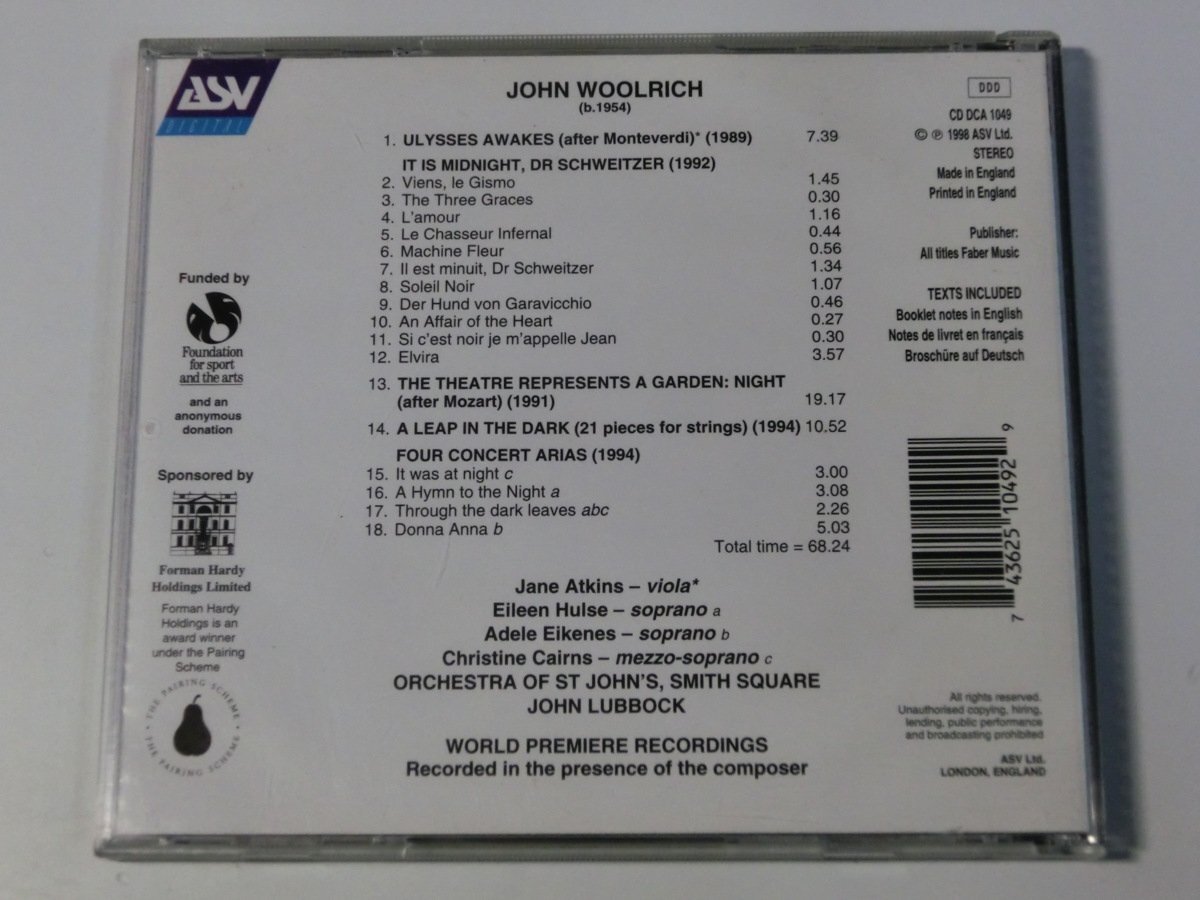 ASV
DIGITAL
JOHN WOOLRICH
(b.1954)
1. ULYSSES AWAKES (after Monteverdi)* (1989) 7.39
IT IS MIDNIGHT, DR SCHWEITZER (1992)
2. Viens, le Gismo 1.45
3. The Three Graces 0.30
4. L'amour 1.16
5. Le Chasseur Infernal 0.44
6. Machine Fleur 0.56
7. Il est minuit, Dr Schweitzer 1.34
8. Soleil Noir 1.07
9. Der Hund von Garavicchio 0.46
10. An Affair of the Heart 0.27
11. Si c'est noir je m'appelle Jean 0.30
12. Elvira 3.57
13. THE THEATRE REPRESENTS A GARDEN: NIGHT
(after Mozart) (1991) 19.17
14. A LEAP IN THE DARK (21 pieces for strings) (1994) 10.52
FOUR CONCERT ARIAS (1994)
15. It was at night c 3.00
16. A Hymn to the Night a 3.08
17. Through the dark leaves abc 2.26
18. Donna Anna b 5.03
Total time = 68.24
Jane Atkins – viola*
Eileen Hulse – soprano a
Adele Eikenes – soprano b
Christine Cairns – mezzo-soprano c
ORCHESTRA OF ST JOHN'S, SMITH SQUARE
JOHN LUBBOCK
WORLD PREMIERE RECORDINGS
Recorded in the presence of the composer
Funded by
Foundation
for sport
and the arts
and an
anonymous
donation
Sponsored by
Forman Hardy
Holdings Limited
Forman Hardy
Holdings is an
award winner
under the Pairing
Scheme
• THE PAIRING SCHEME • THE PAIRING SCHEME
DDD
CD DCA 1049
© ℗ 1998 ASV Ltd.
STEREO
Made in England
Printed in England
Publisher:
All titles Faber Music
TEXTS INCLUDED
Booklet notes in English
Notes de livret en français
Broschüre auf Deutsch
7 43625 10492 9
All rights reserved.
Unauthorised copying, hiring,
lending, public performance
and broadcasting prohibited
ASV Ltd.
LONDON, ENGLAND